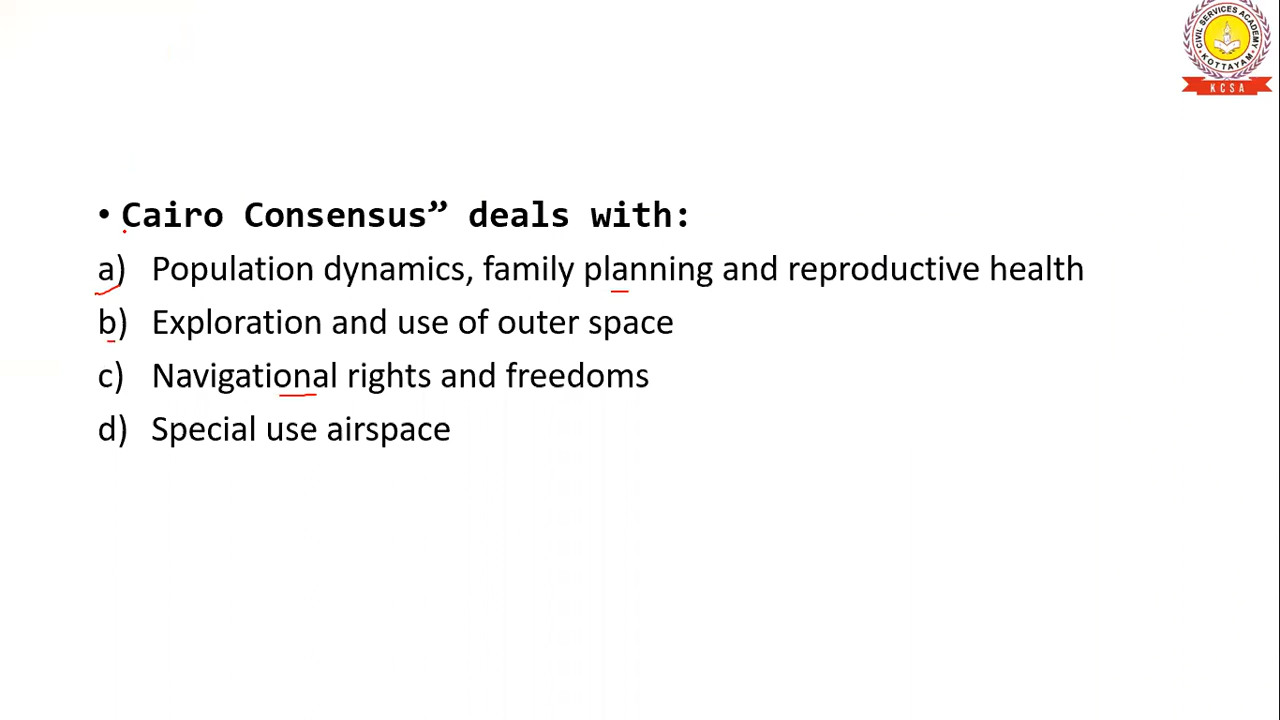 CIVIL SERVICES ACADEMY
KOTTAYAM
KCSA
• Cairo Consensus” deals with:
a) Population dynamics, family planning and reproductive health
b) Exploration and use of outer space
c) Navigational rights and freedoms
d) Special use airspace